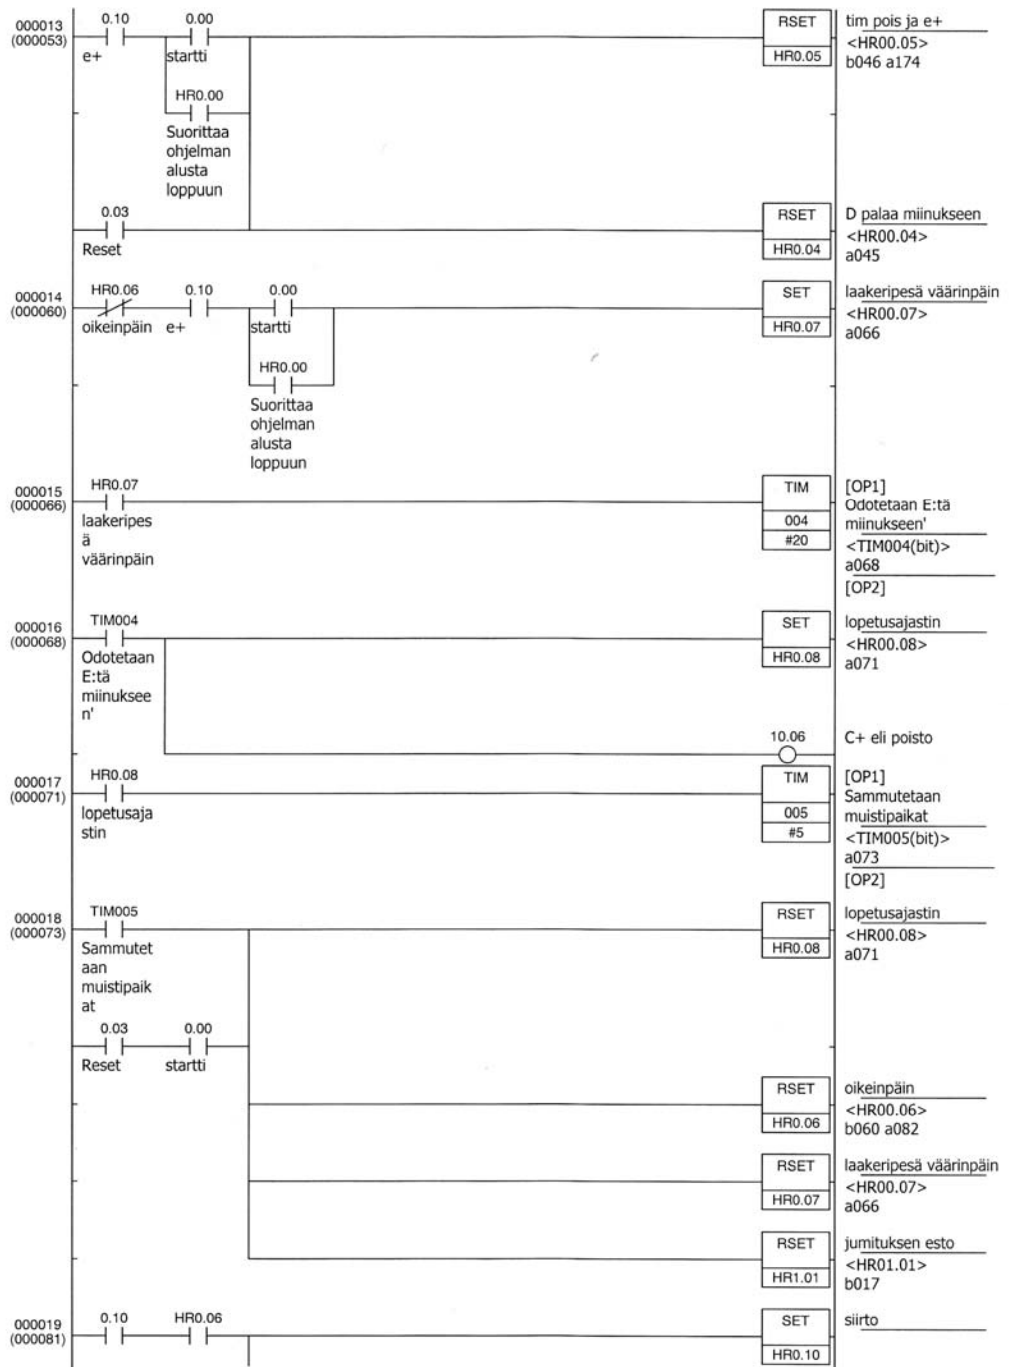 000013
(000053)
0.10
0.00
e+
startti
RSET
HR0.05
tim pois ja e+
<HR00.05>
b046 a174
HR0.00
Suorittaa
ohjelman
alusta
loppuun
0.03
Reset
RSET
HR0.04
D palaa miinukseen
<HR00.04>
a045
000014
(000060)
HR0.06
0.10
0.00
oikeinpäin
e+
startti
SET
HR0.07
laakeripesä väärinpäin
<HR00.07>
a066
HR0.00
Suorittaa
ohjelman
alusta
loppuun
000015
(000066)
HR0.07
laakeripes
ä
väärinpäin
TIM
004
#20
[OP1]
Odotetaan E:tä
miinukseen'
<TIM004(bit)>
a068
[OP2]
000016
(000068)
TIM004
Odotetaan
E:tä
miinuksee
n'
SET
HR0.08
lopetusajastin
<HR00.08>
a071
10.06
C+ eli poisto
000017
(000071)
HR0.08
lopetusaja
stin
TIM
005
#5
[OP1]
Sammutetaan
muistipaikat
<TIM005(bit)>
a073
[OP2]
000018
(000073)
TIM005
Sammutet
aan
muistipaik
at
RSET
HR0.08
lopetusajastin
<HR00.08>
a071
0.03
0.00
Reset
startti
RSET
HR0.06
oikeinpäin
<HR00.06>
b060 a082
RSET
HR0.07
laakeripesä väärinpäin
<HR00.07>
a066
RSET
HR1.01
jumituksen esto
<HR01.01>
b017
000019
(000081)
0.10
HR0.06
SET
HR0.10
siirto